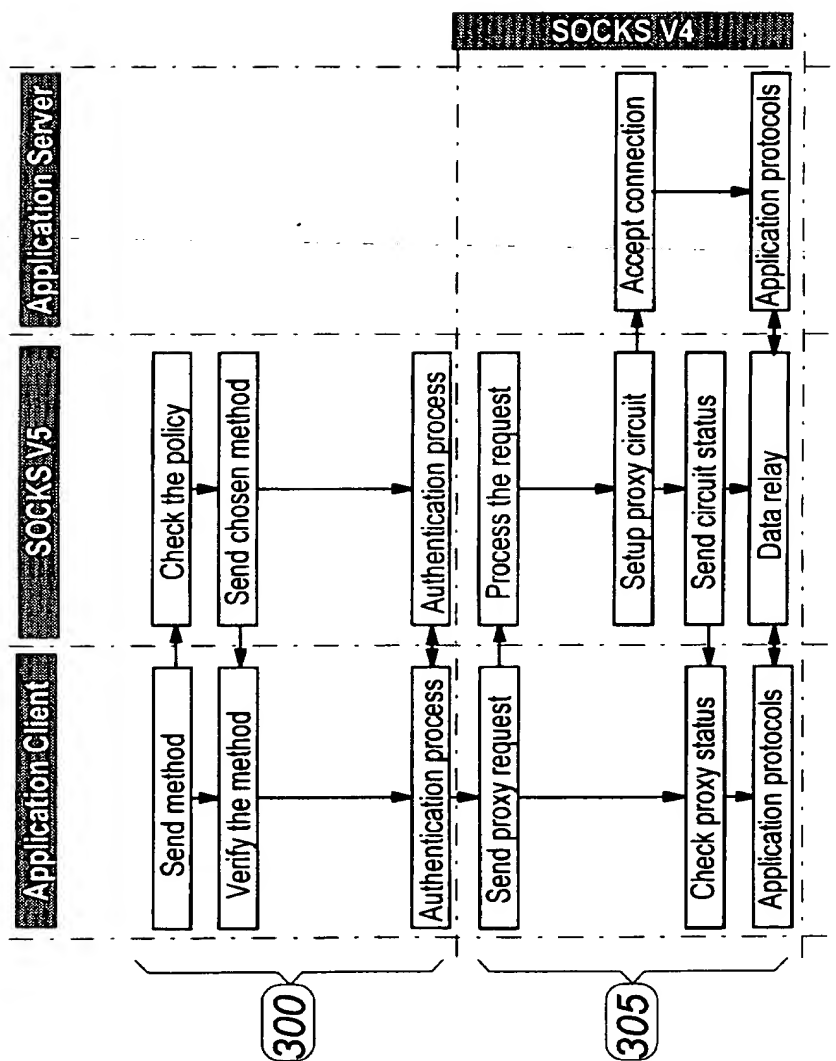 Application Client
SOCKS V5
Application Server
300
Send method
Check the policy
Verify the method
Send chosen method
Authentication process
Authentication process
305
SOCKS V4
Send proxy request
Process the request
Setup proxy circuit
Accept connection
Check proxy status
Send circuit status
Application protocols
Data relay
Application protocols